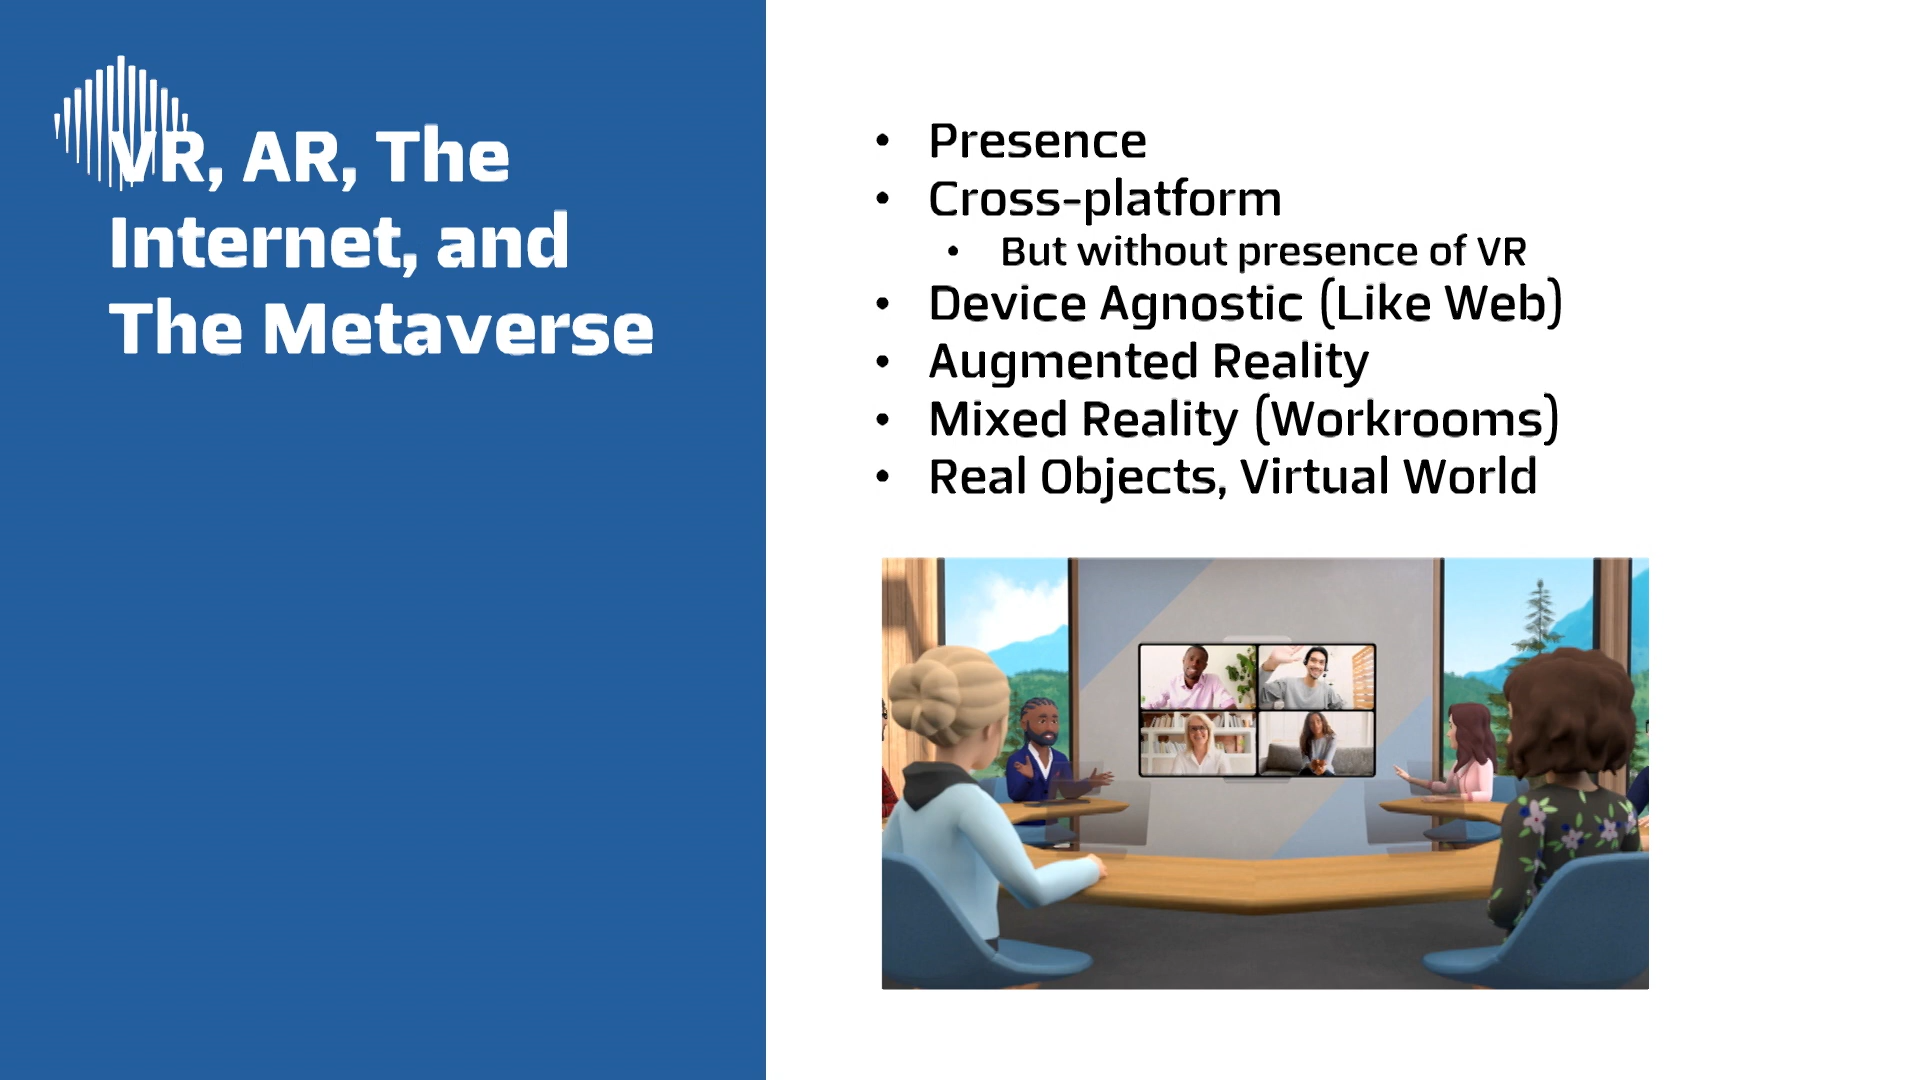 VR, AR, The
Internet, and
The Metaverse
• Presence
• Cross-platform
• But without presence of VR
• Device Agnostic (Like Web)
• Augmented Reality
• Mixed Reality (Workrooms)
• Real Objects, Virtual World